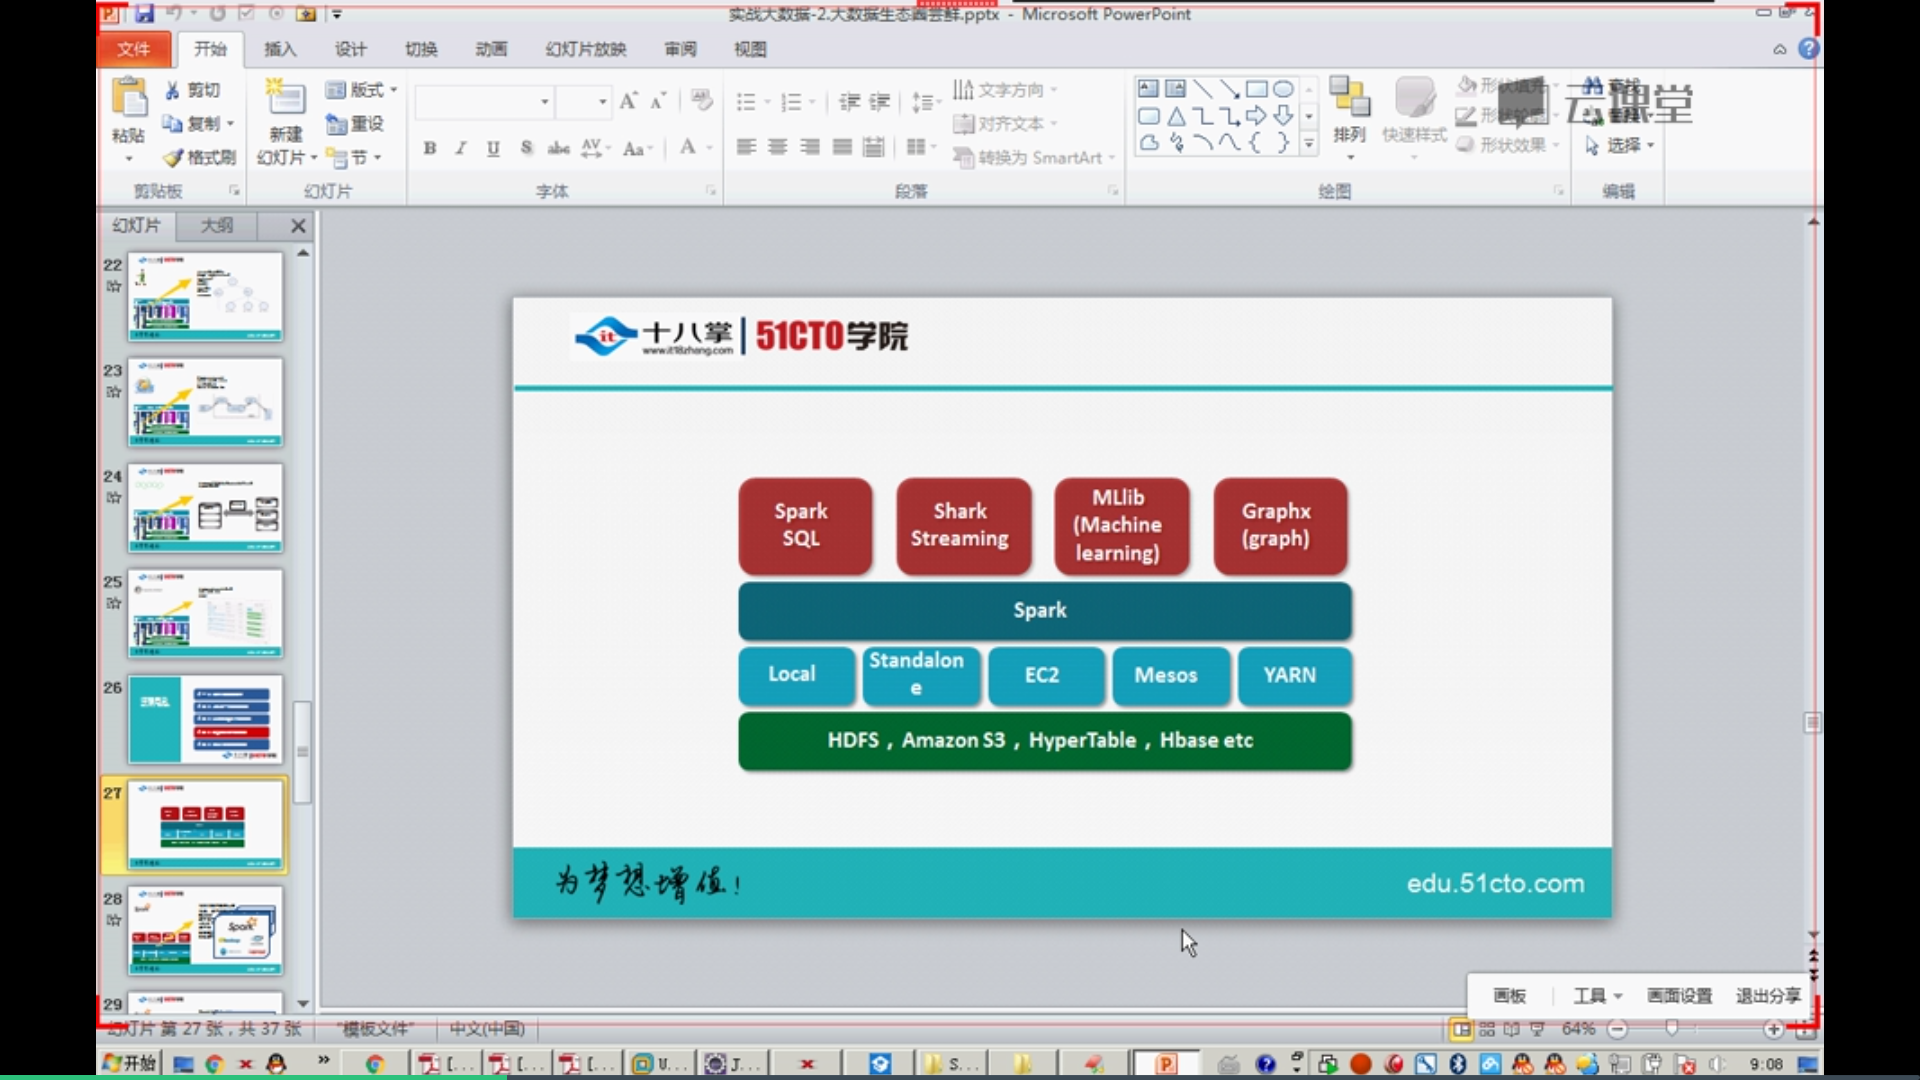 实战大数据-2.大数据生态圈尝鲜.pptx - Microsoft PowerPoint
文件 开始 插入 设计 切换 动画 幻灯片放映 审阅 视图
粘贴 剪切 复制 格式刷
新建 幻灯片 版式 重设 节
文字方向 对齐文本 转换为 SmartArt
排列 快速样式 形状填充 形状轮廓 形状效果
查找 选择
云课堂
剪贴板 幻灯片 字体 段落 绘图 编辑
幻灯片 大纲
22
23
24
25
26
27
28
29
十八掌 51CTO学院
www.it18zhang.com
Spark SQL
Shark Streaming
MLlib (Machine learning)
Graphx (graph)
Spark
Local
Standalone
EC2
Mesos
YARN
HDFS，Amazon S3，HyperTable，Hbase etc
为梦想增值！
edu.51cto.com
画板 工具 画面设置 退出分享
幻灯片 第 27 张，共 37 张 "模板文件" 中文(中国) 64%
开始 [... [... [... U... J... S... 9:08